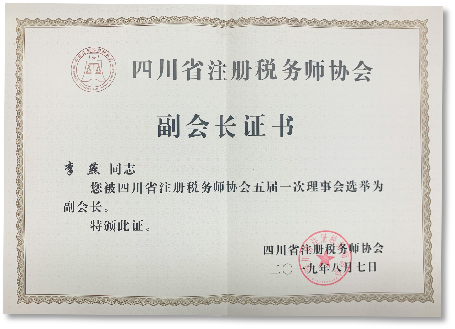 四川省注册税务师协会
副会长证书
李燕 同志
您被四川省注册税务师协会五届一次理事会选举为
副会长。
特颁此证。
四川省注册税务师协会
二〇一九年八月七日